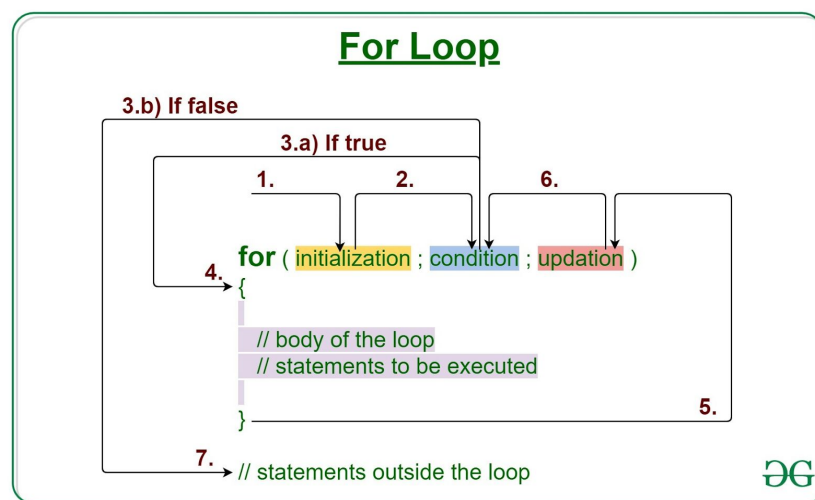 For Loop
3.b) If false
3.a) If true
1. 2. 6.
for ( initialization ; condition ; updation )
4. {
// body of the loop
// statements to be executed
5.
}
7. // statements outside the loop